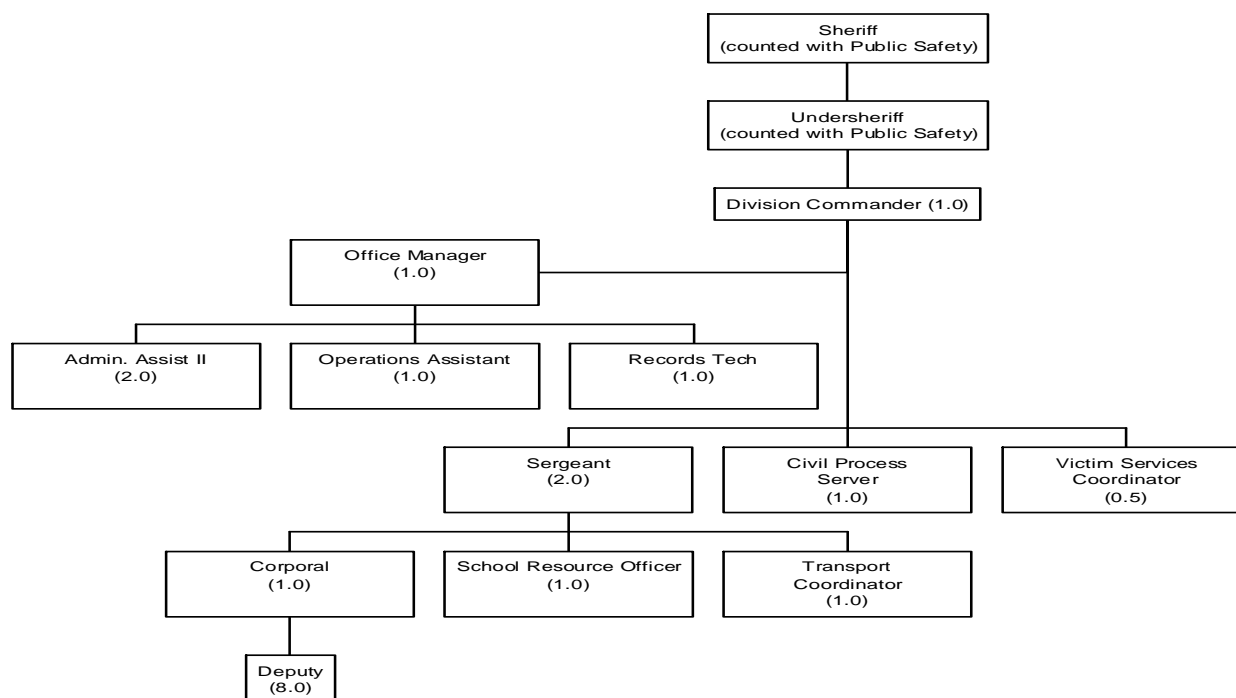 Sheriff
(counted with Public Safety)
Undersheriff
(counted with Public Safety)
Division Commander (1.0)
Office Manager
(1.0)
Admin. Assist II
(2.0)
Operations Assistant
(1.0)
Records Tech
(1.0)
Sergeant
(2.0)
Civil Process
Server
(1.0)
Victim Services
Coordinator
(0.5)
Corporal
(1.0)
School Resource Officer
(1.0)
Transport
Coordinator
(1.0)
Deputy
(8.0)